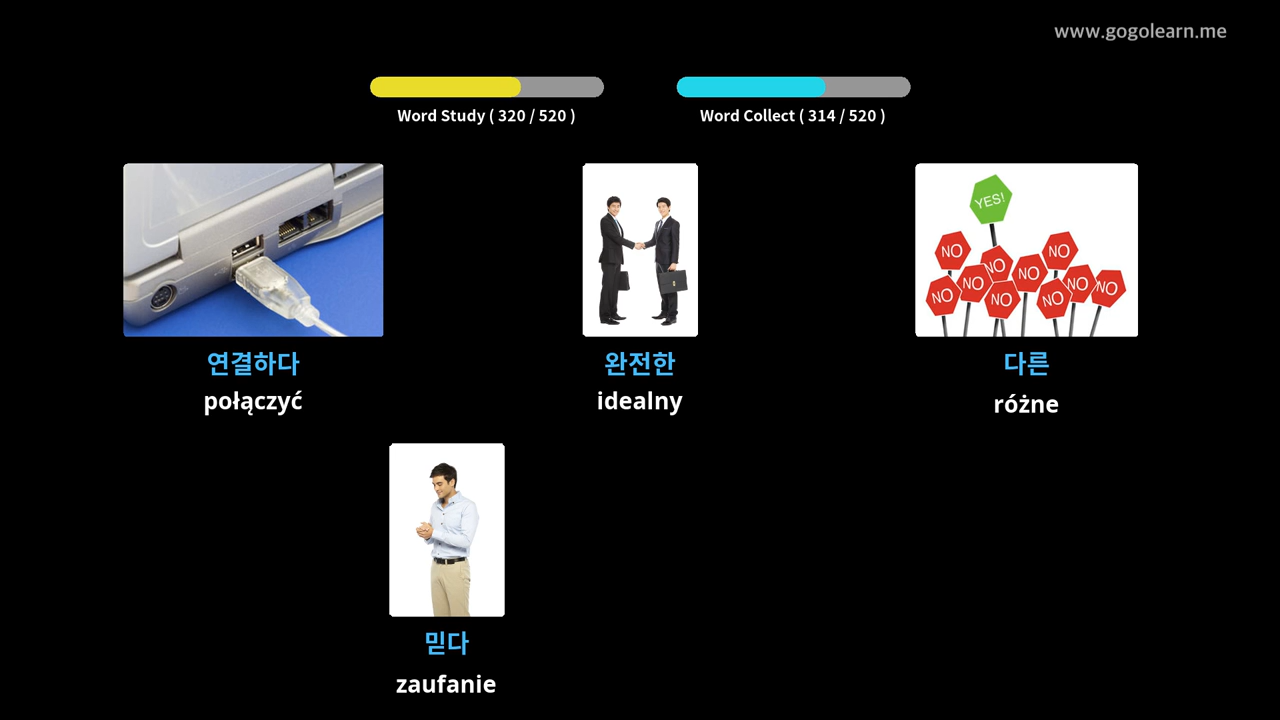 www.gogolearn.me
Word Study ( 320 / 520 )
Word Collect ( 314 / 520 )
YES!
NO
NO
NO
NO
NO
NO
NO
NO
NO
NO
연결하다
완전한
다른
połączyć
idealny
różne
믿다
zaufanie